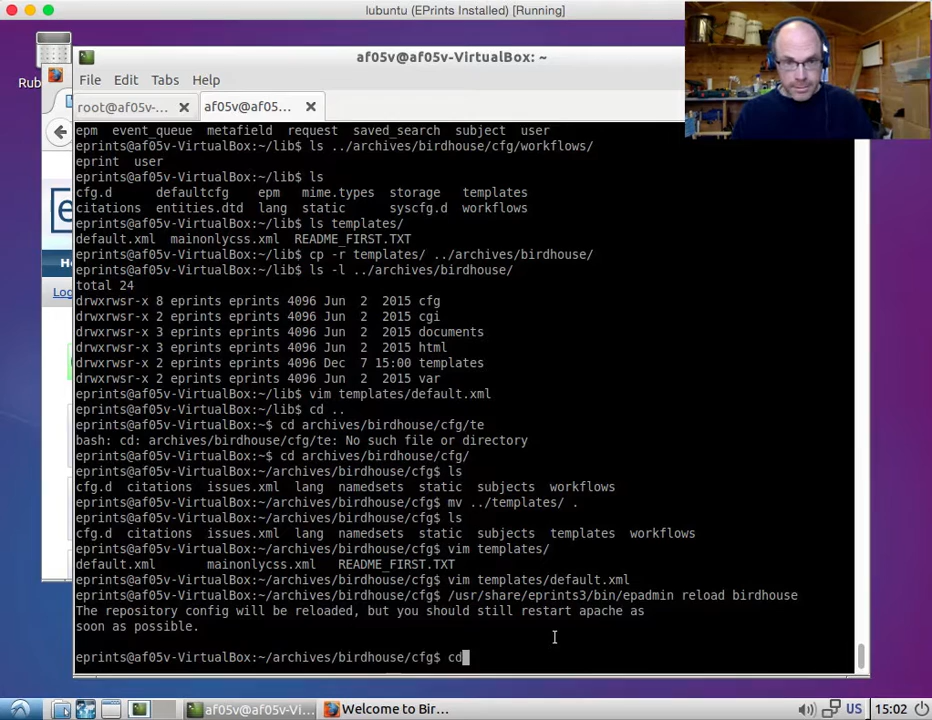 lubuntu (EPrints Installed) [Running]
Rub
af05v@af05v-VirtualBox: ~
File Edit Tabs Help
root@af05v-... af05v@af05...
epm event_queue metafield request saved_search subject user
eprints@af05v-VirtualBox:~/lib$ ls ../archives/birdhouse/cfg/workflows/
eprint user
eprints@af05v-VirtualBox:~/lib$ ls
cfg.d defaultcfg epm mime.types storage templates
citations entities.dtd lang static syscfg.d workflows
eprints@af05v-VirtualBox:~/lib$ ls templates/
default.xml mainonlycss.xml README_FIRST.TXT
eprints@af05v-VirtualBox:~/lib$ cp -r templates/ ../archives/birdhouse/
eprints@af05v-VirtualBox:~/lib$ ls -l ../archives/birdhouse/
total 24
drwxrwsr-x 8 eprints eprints 4096 Jun 2 2015 cfg
drwxrwsr-x 2 eprints eprints 4096 Jun 2 2015 cgi
drwxrwsr-x 3 eprints eprints 4096 Jun 2 2015 documents
drwxrwsr-x 3 eprints eprints 4096 Jun 2 2015 html
drwxrwsr-x 2 eprints eprints 4096 Dec 7 15:00 templates
drwxrwsr-x 2 eprints eprints 4096 Jun 2 2015 var
eprints@af05v-VirtualBox:~/lib$ vim templates/default.xml
eprints@af05v-VirtualBox:~/lib$ cd ..
eprints@af05v-VirtualBox:~$ cd archives/birdhouse/cfg/te
bash: cd: archives/birdhouse/cfg/te: No such file or directory
eprints@af05v-VirtualBox:~$ cd archives/birdhouse/cfg/
eprints@af05v-VirtualBox:~/archives/birdhouse/cfg$ ls
cfg.d citations issues.xml lang namedsets static subjects workflows
eprints@af05v-VirtualBox:~/archives/birdhouse/cfg$ mv ../templates/ .
eprints@af05v-VirtualBox:~/archives/birdhouse/cfg$ ls
cfg.d citations issues.xml lang namedsets static subjects templates workflows
eprints@af05v-VirtualBox:~/archives/birdhouse/cfg$ vim templates/
default.xml mainonlycss.xml README_FIRST.TXT
eprints@af05v-VirtualBox:~/archives/birdhouse/cfg$ vim templates/default.xml
eprints@af05v-VirtualBox:~/archives/birdhouse/cfg$ /usr/share/eprints3/bin/epadmin reload birdhouse
The repository config will be reloaded, but you should still restart apache as
soon as possible.
eprints@af05v-VirtualBox:~/archives/birdhouse/cfg$ cd
Ho
Log
af05v@af05v-Vi... Welcome to Bir... US 15:02